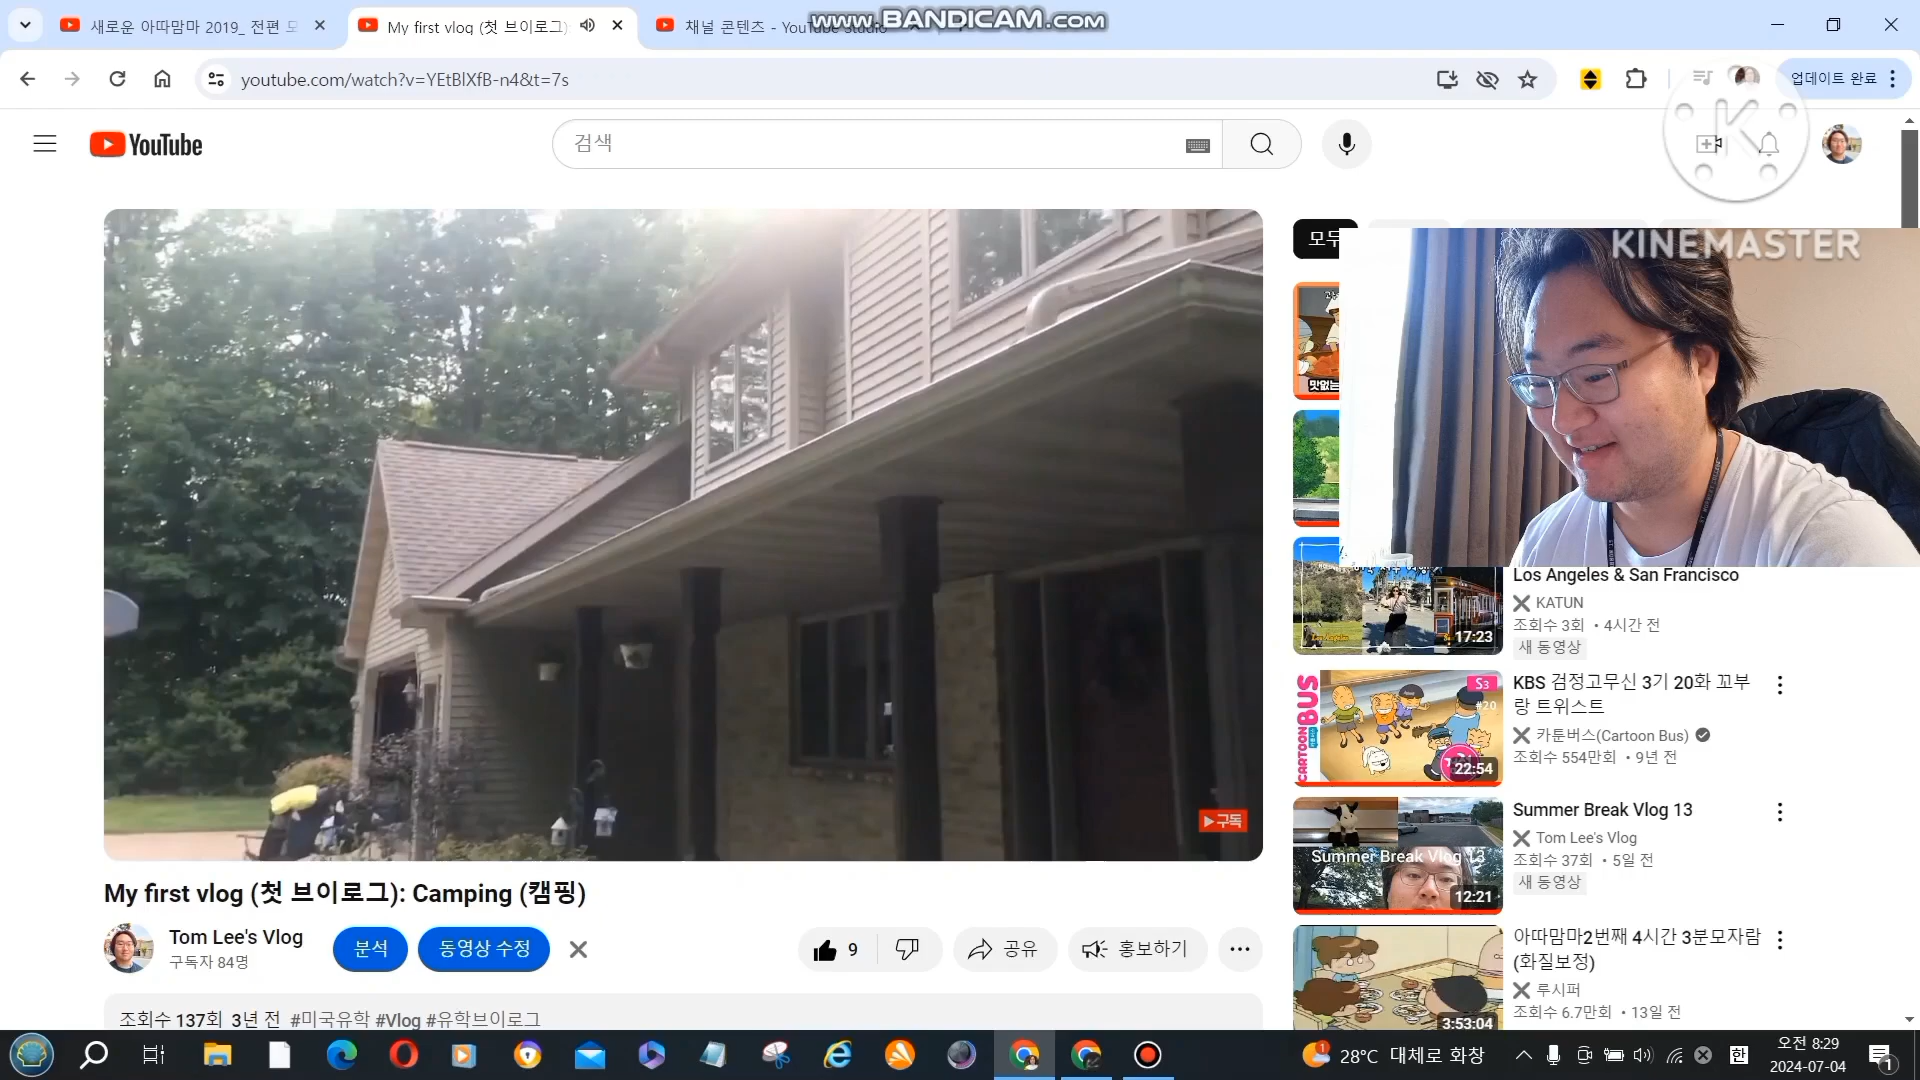 새로운 아따맘마 2019_ 전편 모
My first vlog (첫 브이로그)
채널 콘텐츠 - YouTube Studio
www.BANDICAM.com
youtube.com/watch?v=YEtBlXfB-n4&t=7s
업데이트 완료
YouTube
검색
K
KINEMASTER
모두
맛없는
구독
Los Angeles & San Francisco
KATUN
조회수 3회 • 4시간 전
새 동영상
17:23
CARTOON BUS
S3
#20
22:54
KBS 검정고무신 3기 20화 꼬부
랑 트위스트
카툰버스(Cartoon Bus)
조회수 554만회 • 9년 전
Summer Break Vlog 13
12:21
Summer Break Vlog 13
Tom Lee's Vlog
조회수 37회 • 5일 전
새 동영상
3:53:04
아따맘마2번째 4시간 3분모자람
(화질보정)
루시퍼
조회수 6.7만회 • 13일 전
My first vlog (첫 브이로그): Camping (캠핑)
Tom Lee's Vlog
구독자 84명
분석
동영상 수정
9
공유
홍보하기
조회수 137회 3년 전 #미국유학 #Vlog #유학브이로그
1
28°C 대체로 화창
한
오전 8:29
2024-07-04
1